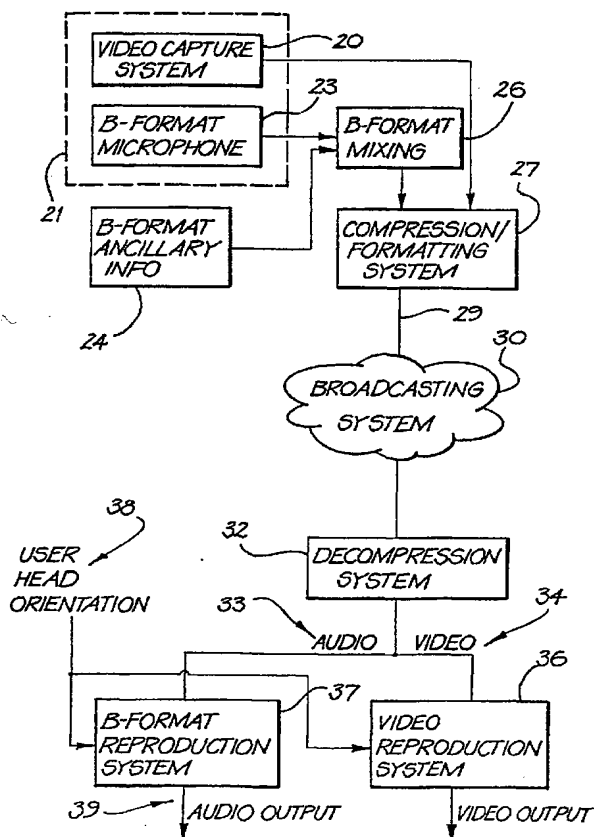 20
VIDEO CAPTURE
SYSTEM
23
B-FORMAT
MICROPHONE
26
B-FORMAT
MIXING
21
27
B-FORMAT
ANCILLARY
INFO
COMPRESSION/
FORMATTING
SYSTEM
24
29
30
BROADCASTING
SYSTEM
38
32
DECOMPRESSION
SYSTEM
USER
HEAD
ORIENTATION
33
34
AUDIO
VIDEO
37
36
B-FORMAT
REPRODUCTION
SYSTEM
VIDEO
REPRODUCTION
SYSTEM
39
AUDIO OUTPUT
VIDEO OUTPUT